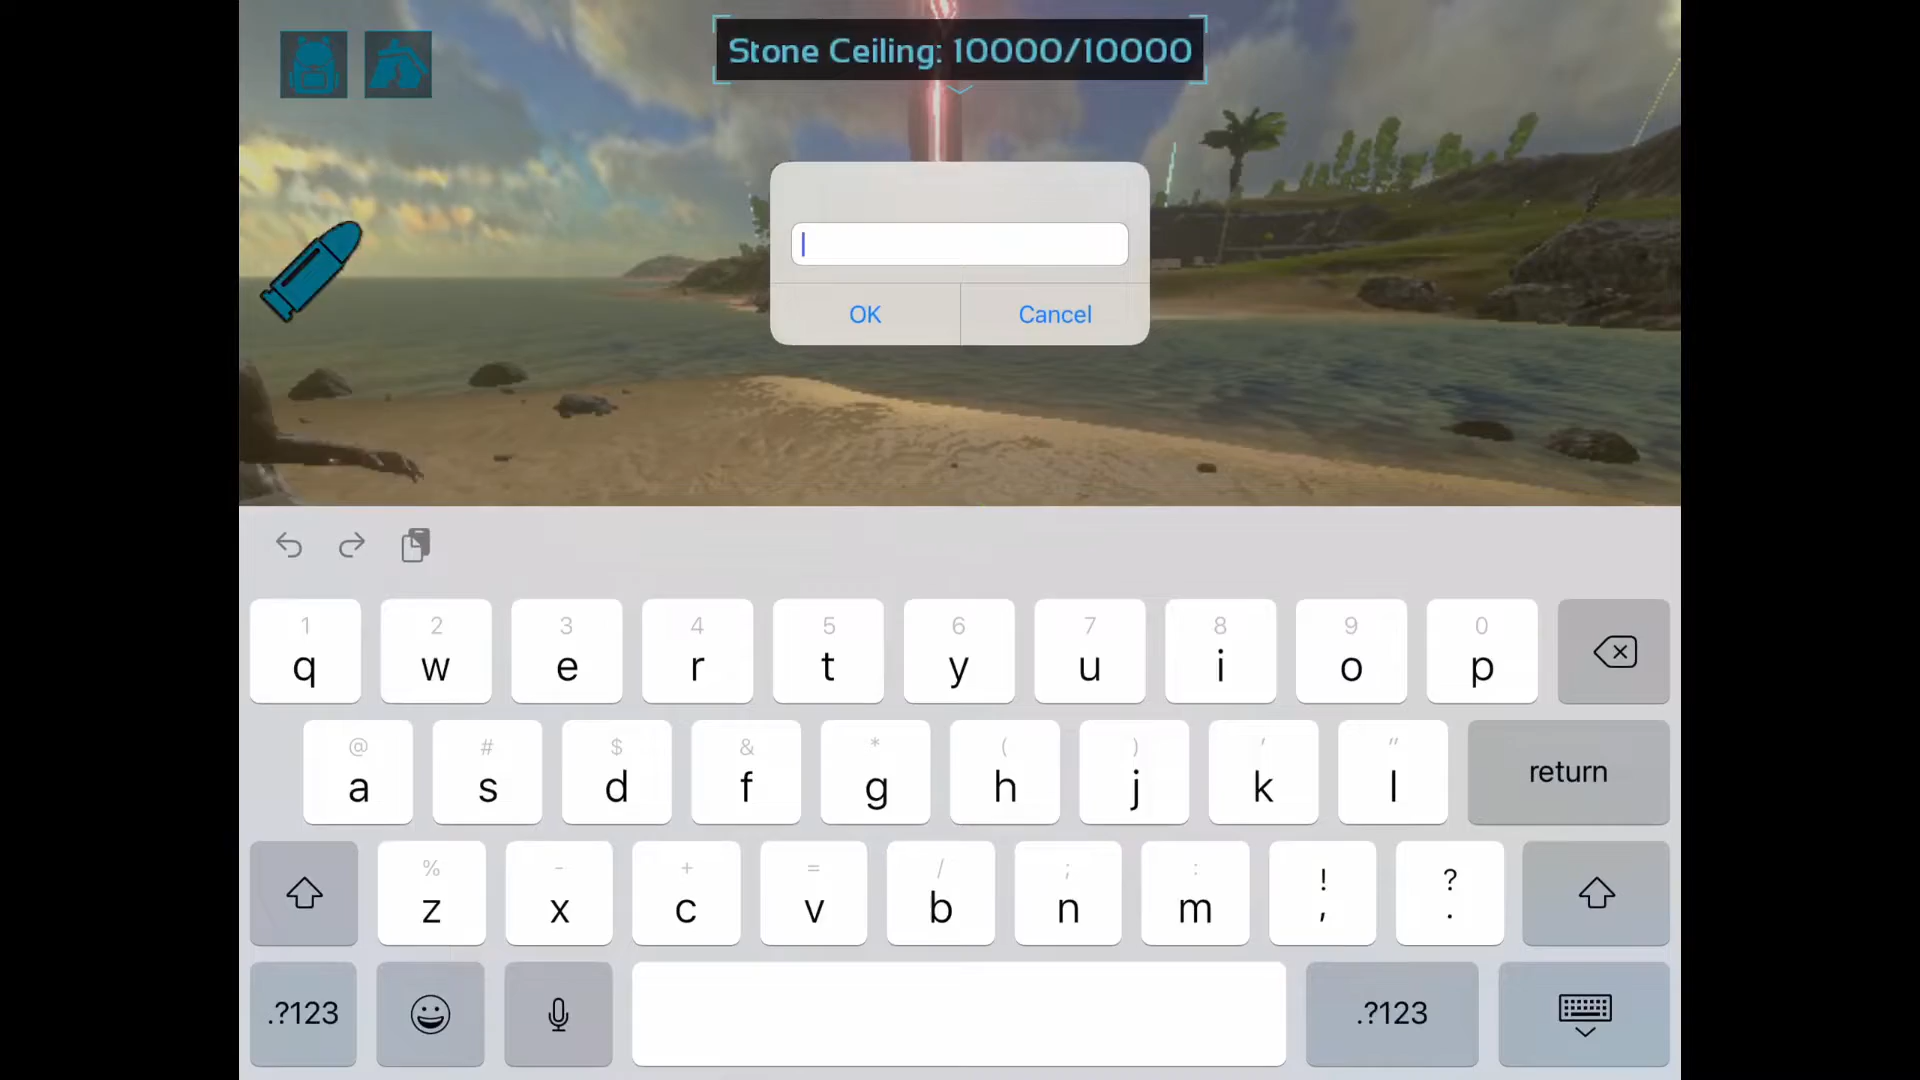 Stone Ceiling: 10000/10000
OK Cancel
1 2 3 4 5 6 7 8 9 0
q w e r t y u i o p
@ # $ & * ( ) ' "
a s d f g h j k l return
% - + = / ; : ! ?
z x c v b n m , .
.?123 .?123